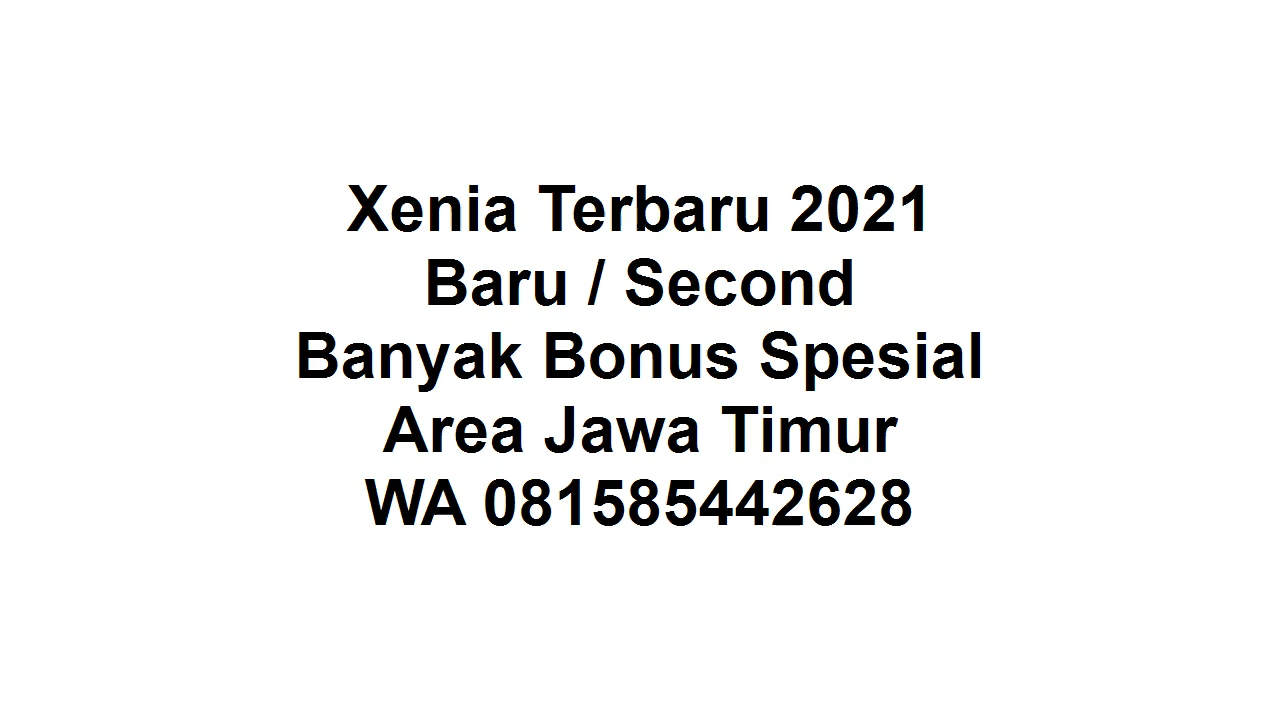 Xenia Terbaru 2021
Baru / Second
Banyak Bonus Spesial
Area Jawa Timur
WA 081585442628